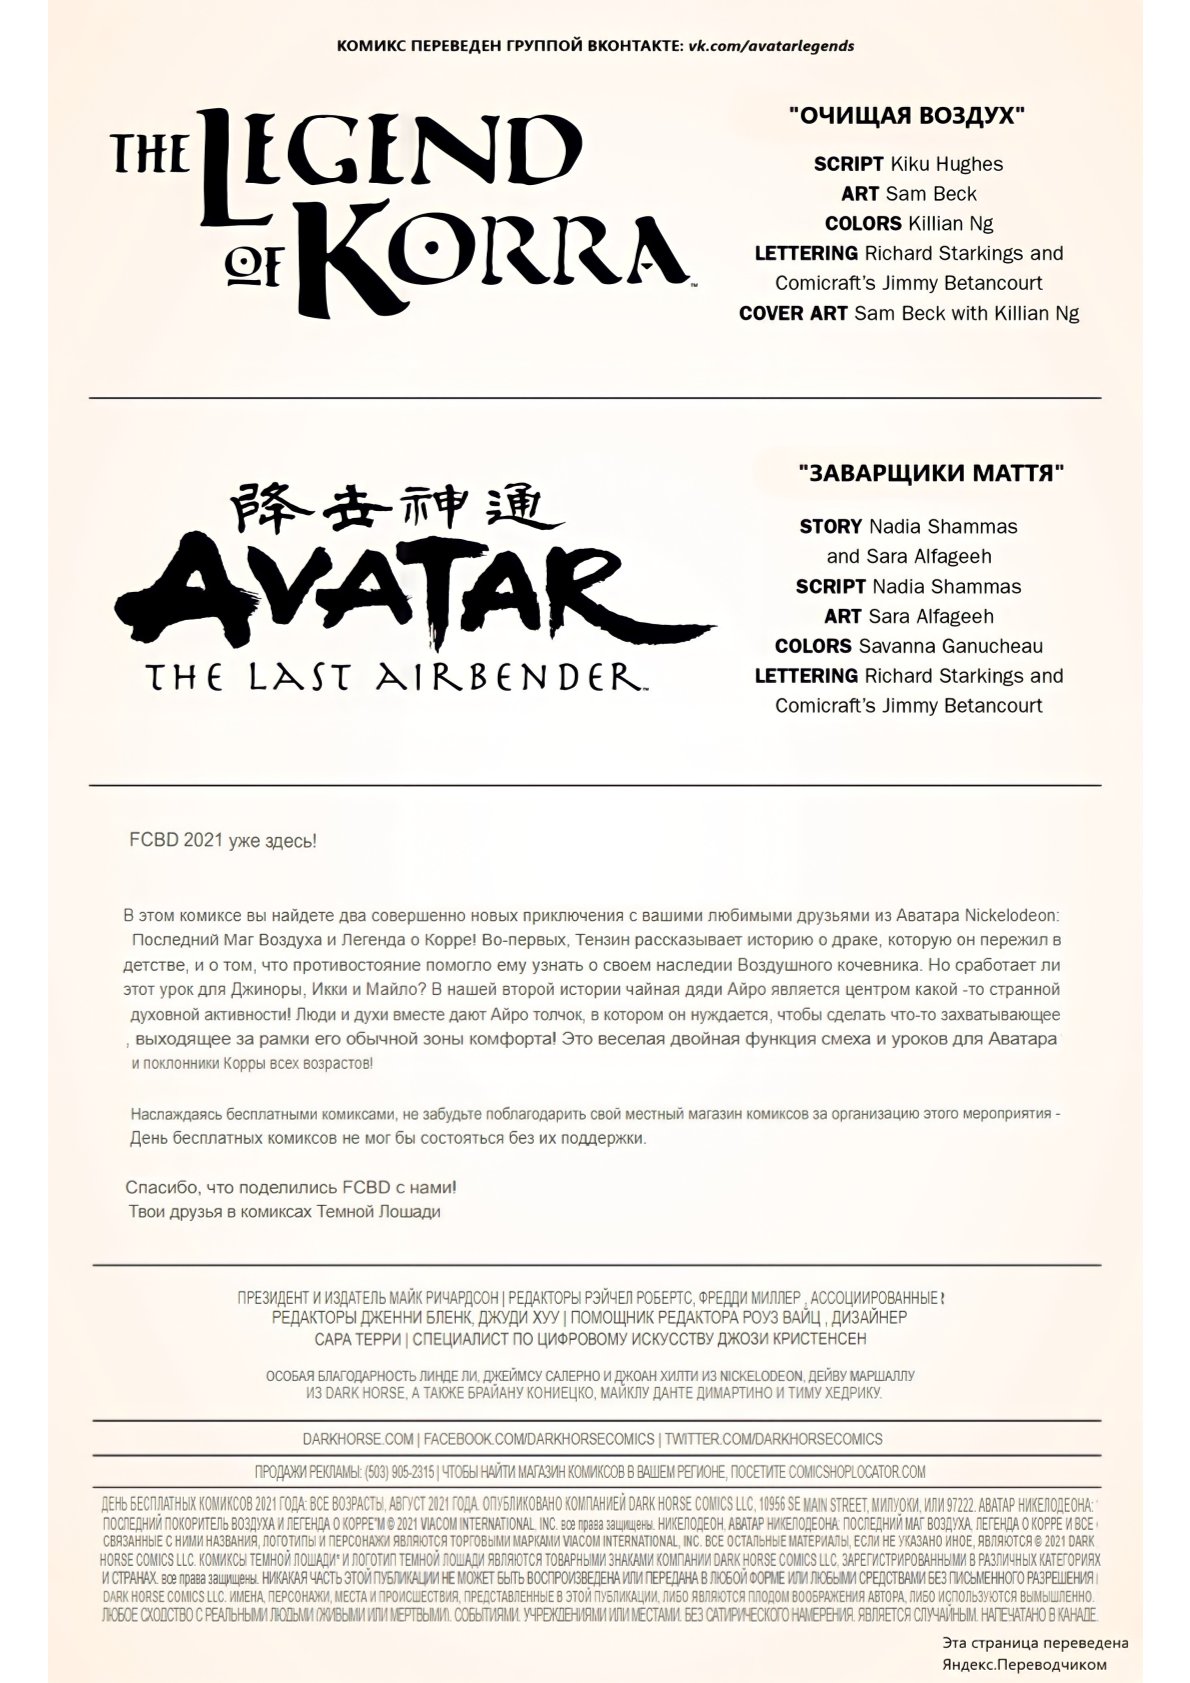 КОМИКС ПЕРЕВЕДЕН ГРУППОЙ ВКОНТАКТЕ: vk.com/avatarlegends
THE LEGEND
OF KORRA™
"ОЧИЩАЯ ВОЗДУХ"
SCRIPT Kiku Hughes
ART Sam Beck
COLORS Killian Ng
LETTERING Richard Starkings and
Comicraft's Jimmy Betancourt
COVER ART Sam Beck with Killian Ng
降去神通
AVATAR
THE LAST AIRBENDER™
"ЗАВАРЩИКИ МАТТЯ"
STORY Nadia Shammas
and Sara Alfageeh
SCRIPT Nadia Shammas
ART Sara Alfageeh
COLORS Savanna Ganucheau
LETTERING Richard Starkings and
Comicraft's Jimmy Betancourt
FCBD 2021 уже здесь!
В этом комиксе вы найдете два совершенно новых приключения с вашими любимыми друзьями из Аватара Nickelodeon:
Последний Маг Воздуха и Легенда о Корре! Во-первых, Тензин рассказывает историю о драке, которую он пережил в
детстве, и о том, что противостояние помогло ему узнать о своем наследии Воздушного кочевника. Но сработает ли
этот урок для Джиноры, Икки и Майло? В нашей второй истории чайная дяди Айро является центром какой -то странной
духовной активности! Люди и духи вместе дают Айро толчок, в котором он нуждается, чтобы сделать что-то захватывающее
, выходящее за рамки его обычной зоны комфорта! Это веселая двойная функция смеха и уроков для Аватара
и поклонники Корры всех возрастов!
Наслаждаясь бесплатными комиксами, не забудьте поблагодарить свой местный магазин комиксов за организацию этого мероприятия -
День бесплатных комиксов не мог бы состояться без их поддержки.
Спасибо, что поделились FCBD с нами!
Твои друзья в комиксах Темной Лошади
ПРЕЗИДЕНТ И ИЗДАТЕЛЬ МАЙК РИЧАРДСОН | РЕДАКТОРЫ РЭЙЧЕЛ РОБЕРТС, ФРЕДДИ МИЛЛЕР , АССОЦИИРОВАННЫЕ
РЕДАКТОРЫ ДЖЕННИ БЛЕНК, ДЖУДИ ХУУ | ПОМОЩНИК РЕДАКТОРА РОУЗ ВАЙЦ , ДИЗАЙНЕР
САРА ТЕРРИ | СПЕЦИАЛИСТ ПО ЦИФРОВОМУ ИСКУССТВУ ДЖОЗИ КРИСТЕНСЕН
ОСОБАЯ БЛАГОДАРНОСТЬ ЛИНДЕ ЛИ, ДЖЕЙМСУ САЛЕРНО И ДЖОАН ХИЛТИ ИЗ NICKELODEON, ДЕЙВУ МАРШАЛЛУ
ИЗ DARK HORSE, А ТАКЖЕ БРАЙАНУ КОНИЕЦКО, МАЙКЛУ ДАНТЕ ДИМАРТИНО И ТИМУ ХЕДРИКУ.
DARKHORSE.COM | FACEBOOK.COM/DARKHORSECOMICS | TWITTER.COM/DARKHORSECOMICS
ПРОДАЖИ РЕКЛАМЫ: (503) 905-2315 | ЧТОБЫ НАЙТИ МАГАЗИН КОМИКСОВ В ВАШЕМ РЕГИОНЕ, ПОСЕТИТЕ COMICSHOPLOCATOR.COM
ДЕНЬ БЕСПЛАТНЫХ КОМИКСОВ 2021 ГОДА: ВСЕ ВОЗРАСТЫ, АВГУСТ 2021 ГОДА. ОПУБЛИКОВАНО КОМПАНИЕЙ DARK HORSE COMICS LLC, 10956 SE MAIN STREET, МИЛУОКИ, ИЛИ 97222. АВАТАР НИКЕЛОДЕОНА:
ПОСЛЕДНИЙ ПОКОРИТЕЛЬ ВОЗДУХА И ЛЕГЕНДА О КОРРЕ"М © 2021 VIACOM INTERNATIONAL, INC. все права защищены. НИКЕЛОДЕОН, АВАТАР НИКЕЛОДЕОНА: ПОСЛЕДНИЙ МАГ ВОЗДУХА, ЛЕГЕНДА О КОРРЕ И ВСЕ
СВЯЗАННЫЕ С НИМИ НАЗВАНИЯ, ЛОГОТИПЫ И ПЕРСОНАЖИ ЯВЛЯЮТСЯ ТОРГОВЫМИ МАРКАМИ VIACOM INTERNATIONAL, INC. ВСЕ ОСТАЛЬНЫЕ МАТЕРИАЛЫ, ЕСЛИ НЕ УКАЗАНО ИНОЕ, ЯВЛЯЮТСЯ © 2021 DARK
HORSE COMICS LLC. КОМИКСЫ ТЕМНОЙ ЛОШАДИ" И ЛОГОТИП ТЕМНОЙ ЛОШАДИ ЯВЛЯЮТСЯ ТОВАРНЫМИ ЗНАКАМИ КОМПАНИИ DARK HORSE COMICS LLC, ЗАРЕГИСТРИРОВАННЫМИ В РАЗЛИЧНЫХ КАТЕГОРИЯХ
И СТРАНАХ. все права защищены. НИКАКАЯ ЧАСТЬ ЭТОЙ ПУБЛИКАЦИИ НЕ МОЖЕТ БЫТЬ ВОСПРОИЗВЕДЕНА ИЛИ ПЕРЕДАНА В ЛЮБОЙ ФОРМЕ ИЛИ ЛЮБЫМИ СРЕДСТВАМИ БЕЗ ПИСЬМЕННОГО РАЗРЕШЕНИЯ
DARK HORSE COMICS LLC. ИМЕНА, ПЕРСОНАЖИ, МЕСТА И ПРОИСШЕСТВИЯ, ПРЕДСТАВЛЕННЫЕ В ЭТОЙ ПУБЛИКАЦИИ, ЛИБО ЯВЛЯЮТСЯ ПЛОДОМ ВООБРАЖЕНИЯ АВТОРА, ЛИБО ИСПОЛЬЗУЮТСЯ ВЫМЫШЛЕННО.
ЛЮБОЕ СХОДСТВО С РЕАЛЬНЫМИ ЛЮДЬМИ (ЖИВЫМИ ИЛИ МЕРТВЫМИ), СОБЫТИЯМИ, УЧРЕЖДЕНИЯМИ ИЛИ МЕСТАМИ, БЕЗ САТИРИЧЕСКОГО НАМЕРЕНИЯ, ЯВЛЯЕТСЯ СЛУЧАЙНЫМ. НАПЕЧАТАНО В КАНАДЕ.
Эта страница переведена
Яндекс.Переводчиком